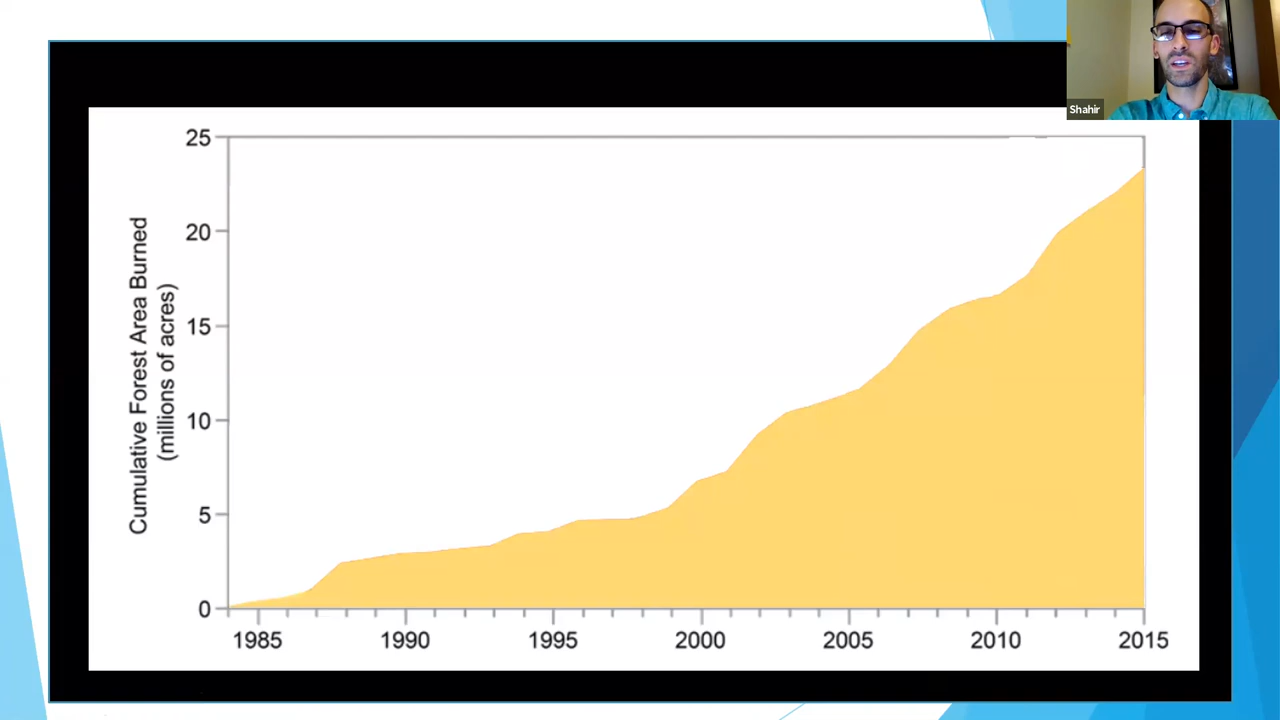 Shahir
25
20
15
10
5
0
Cumulative Forest Area Burned
(millions of acres)
1985 1990 1995 2000 2005 2010 2015